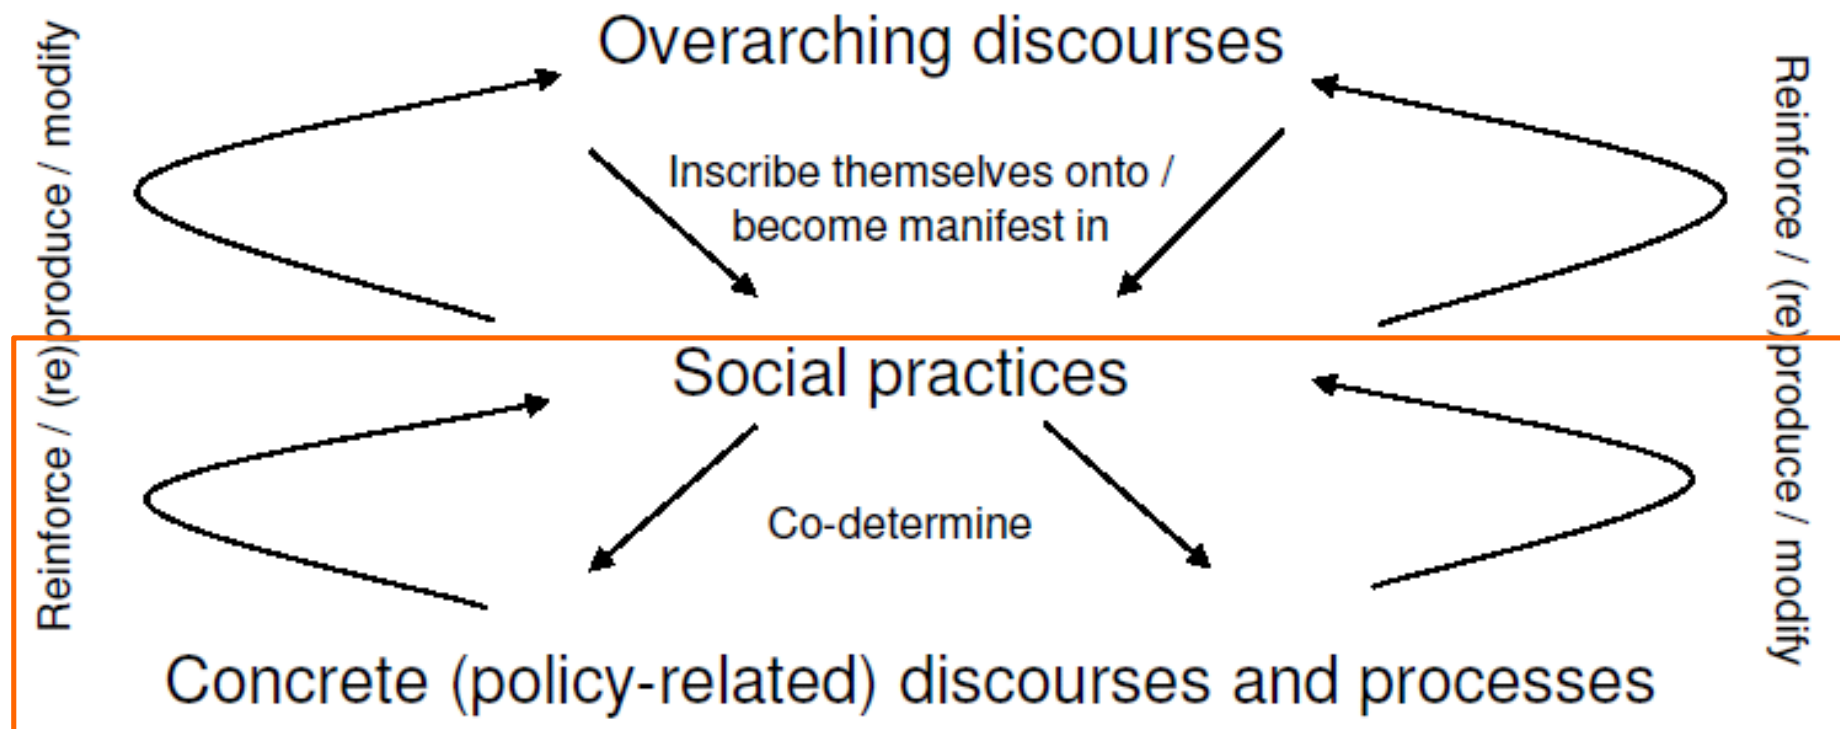 Overarching discourses
Reinforce / (re)produce / modify
Inscribe themselves onto /
become manifest in
Reinforce / (re)produce / modify
Social practices
Co-determine
Concrete (policy-related) discourses and processes